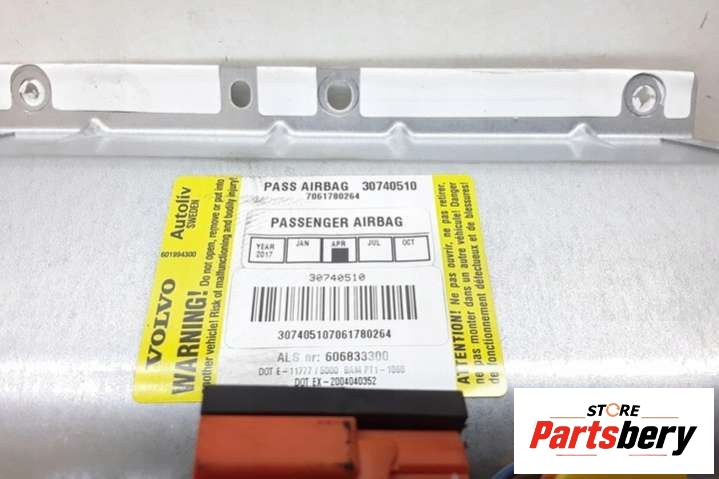 PASS AIRBAG 30740510
7061780264
PASSENGER AIRBAG
YEAR 2017 JAN APR JUL OCT
30740510
307405107061780264
ALS nr: 606833300
DOT E-11777 / 5000 BAM PT1-1060
DOT EX-2004040352
VOLVO
Autoliv
SWEDEN
601994300
WARNING! Do not open, remove or put into
another vehicle! Risk of malfunctioning and bodily injury!
ATTENTION! Ne pas ouvrir, ne pas retirer,
ne pas monter dans un autre véhicule! Danger
de fonctionnement défectueux et de blessures!
STORE
Partsbery